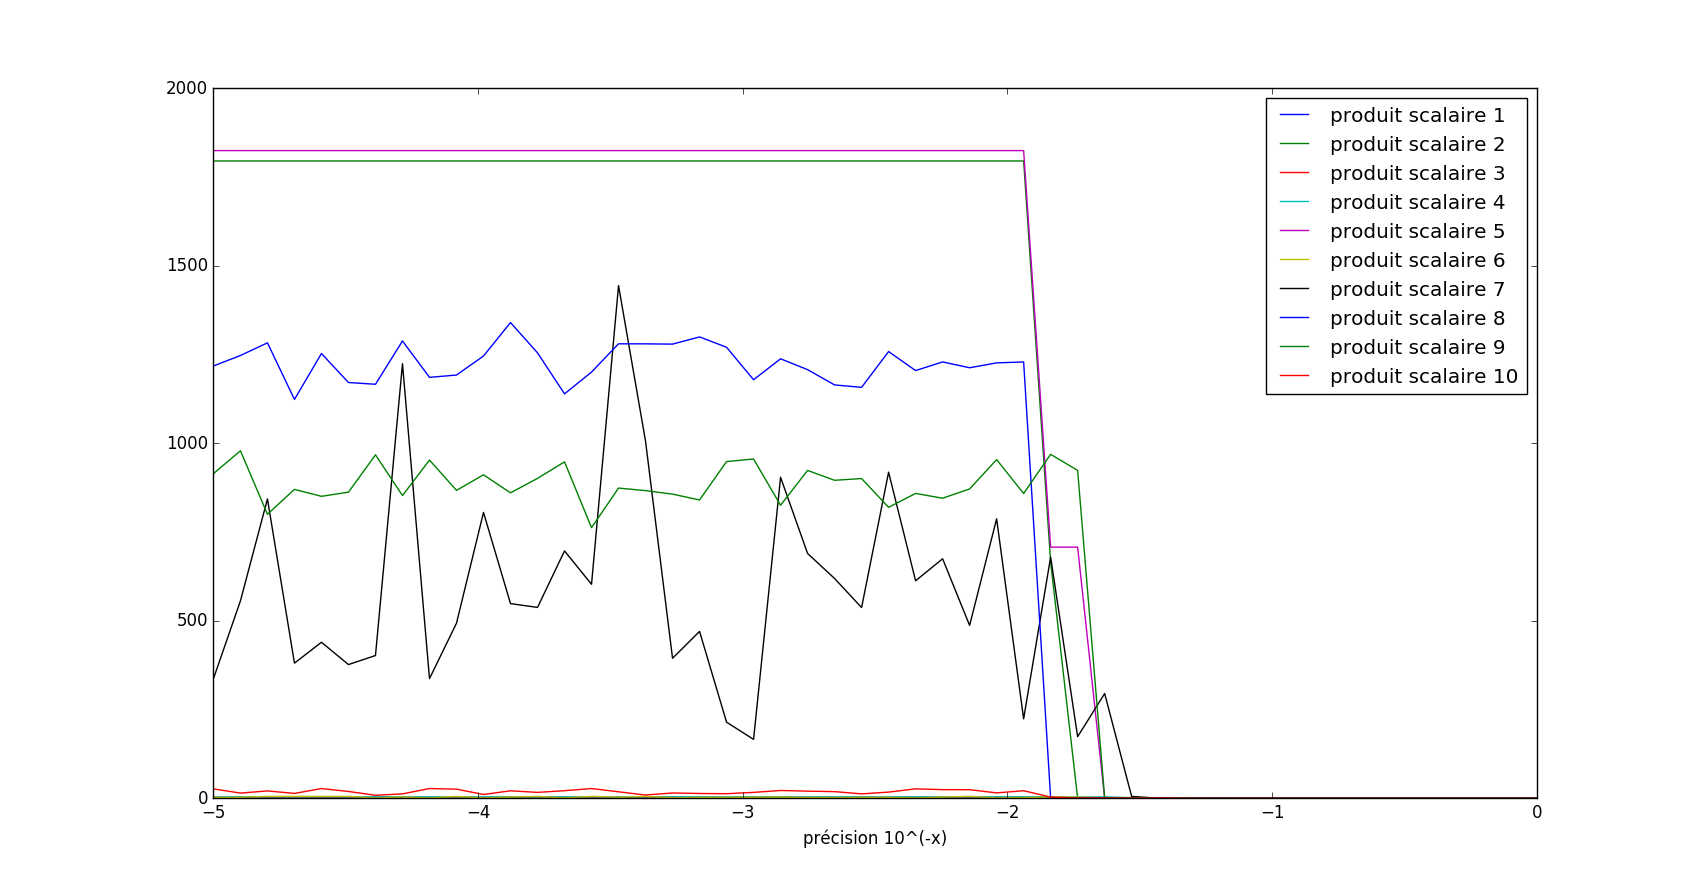 2000
1500
1000
500
0
−5
−4
−3
−2
−1
0
précision 10^(-x)
produit scalaire 1
produit scalaire 2
produit scalaire 3
produit scalaire 4
produit scalaire 5
produit scalaire 6
produit scalaire 7
produit scalaire 8
produit scalaire 9
produit scalaire 10